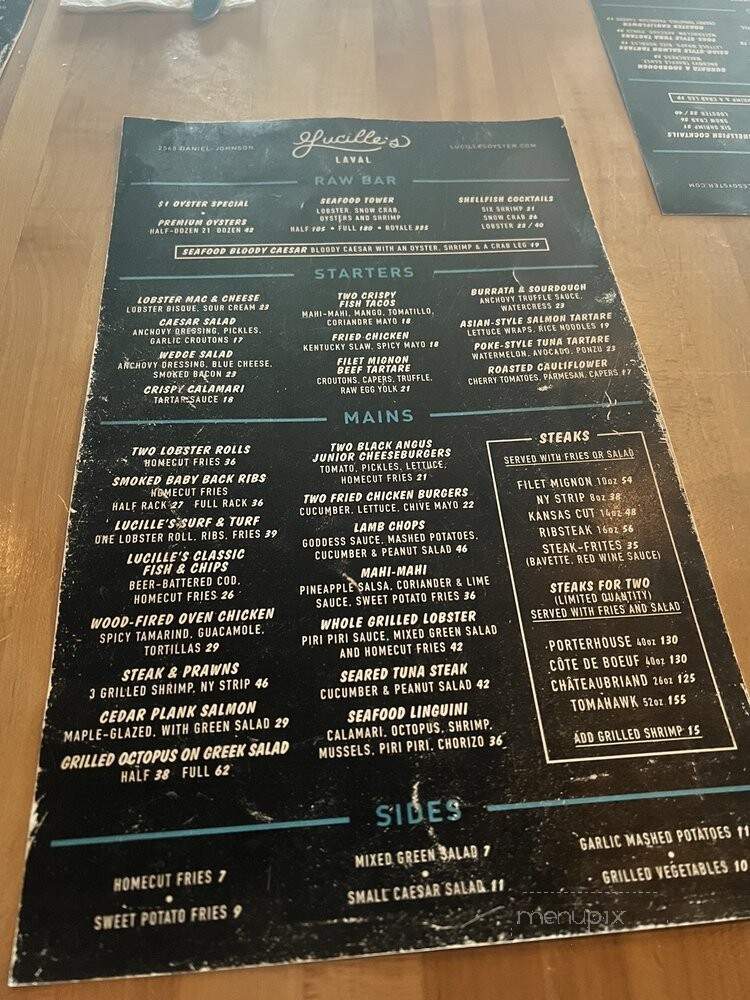 2568 DANIEL-JOHNSON
Lucille's
LAVAL
LUCILLESOYSTER.COM
RAW BAR
$1 OYSTER SPECIAL
•
PREMIUM OYSTERS
HALF-DOZEN 21 DOZEN 42
SEAFOOD TOWER
LOBSTER, SNOW CRAB,
OYSTERS AND SHRIMP
HALF 105 • FULL 180 • ROYALE 335
SHELLFISH COCKTAILS
SIX SHRIMP 21
SNOW CRAB 26
LOBSTER 22 / 40
SEAFOOD BLOODY CAESAR BLOODY CAESAR WITH AN OYSTER, SHRIMP & A CRAB LEG 19
STARTERS
LOBSTER MAC & CHEESE
LOBSTER BISQUE, SOUR CREAM 23
CAESAR SALAD
ANCHOVY DRESSING, PICKLES,
GARLIC CROUTONS 17
WEDGE SALAD
ANCHOVY DRESSING, BLUE CHEESE,
SMOKED BACON 23
CRISPY CALAMARI
TARTAR SAUCE 18
TWO CRISPY
FISH TACOS
MAHI-MAHI, MANGO, TOMATILLO,
CORIANDRE MAYO 18
FRIED CHICKEN
KENTUCKY SLAW, SPICY MAYO 18
FILET MIGNON
BEEF TARTARE
CROUTONS, CAPERS, TRUFFLE,
RAW EGG YOLK 21
BURRATA & SOURDOUGH
ANCHOVY TRUFFLE SAUCE,
WATERCRESS 23
ASIAN-STYLE SALMON TARTARE
LETTUCE WRAPS, RICE NOODLES 19
POKE-STYLE TUNA TARTARE
WATERMELON, AVOCADO, PONZU 23
ROASTED CAULIFLOWER
CHERRY TOMATOES, PARMESAN, CAPERS 17
MAINS
TWO LOBSTER ROLLS
HOMECUT FRIES 36
SMOKED BABY BACK RIBS
HOMECUT FRIES
HALF RACK 27 FULL RACK 36
LUCILLE'S SURF & TURF
ONE LOBSTER ROLL, RIBS, FRIES 39
LUCILLE'S CLASSIC
FISH & CHIPS
BEER-BATTERED COD,
HOMECUT FRIES 26
WOOD-FIRED OVEN CHICKEN
SPICY TAMARIND, GUACAMOLE,
TORTILLAS 29
STEAK & PRAWNS
3 GRILLED SHRIMP, NY STRIP 46
CEDAR PLANK SALMON
MAPLE-GLAZED, WITH GREEN SALAD 29
GRILLED OCTOPUS ON GREEK SALAD
HALF 38 FULL 62
TWO BLACK ANGUS
JUNIOR CHEESEBURGERS
TOMATO, PICKLES, LETTUCE,
HOMECUT FRIES 21
TWO FRIED CHICKEN BURGERS
CUCUMBER, LETTUCE, CHIVE MAYO 22
LAMB CHOPS
GODDESS SAUCE, MASHED POTATOES,
CUCUMBER & PEANUT SALAD 46
MAHI-MAHI
PINEAPPLE SALSA, CORIANDER & LIME
SAUCE, SWEET POTATO FRIES 36
WHOLE GRILLED LOBSTER
PIRI PIRI SAUCE, MIXED GREEN SALAD
AND HOMECUT FRIES 42
SEARED TUNA STEAK
CUCUMBER & PEANUT SALAD 42
SEAFOOD LINGUINI
CALAMARI, OCTOPUS, SHRIMP,
MUSSELS, PIRI PIRI, CHORIZO 36
STEAKS
SERVED WITH FRIES OR SALAD
FILET MIGNON 10oz 54
NY STRIP 8oz 38
KANSAS CUT 14oz 48
RIBSTEAK 16oz 56
STEAK-FRITES 35
(BAVETTE, RED WINE SAUCE)
STEAKS FOR TWO
(LIMITED QUANTITY)
SERVED WITH FRIES AND SALAD
PORTERHOUSE 40oz 130
CÔTE DE BOEUF 40oz 130
CHÂTEAUBRIAND 26oz 125
TOMAHAWK 52oz 155
ADD GRILLED SHRIMP 15
SIDES
HOMECUT FRIES 7
•
SWEET POTATO FRIES 9
MIXED GREEN SALAD 7
•
SMALL CAESAR SALAD 11
GARLIC MASHED POTATOES 11
•
GRILLED VEGETABLES 10
menupix